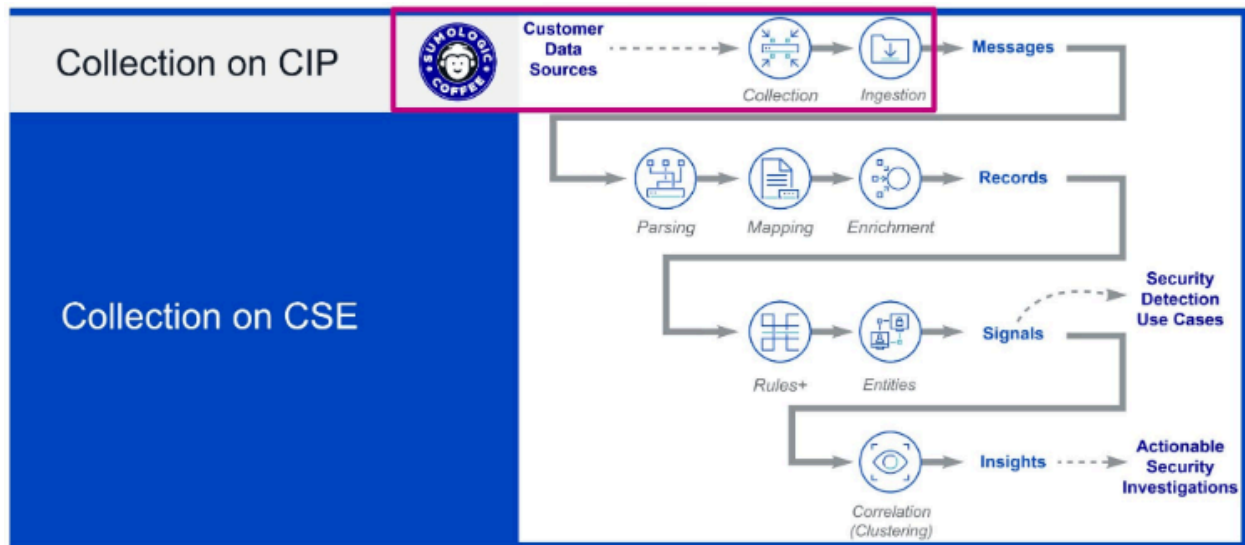 Collection on CIP
SUMOLOGIC
COFFEE
Customer
Data
Sources
Collection
Ingestion
Messages
Parsing
Mapping
Enrichment
Records
Collection on CSE
Rules+
Entities
Signals
Security
Detection
Use Cases
Correlation
(Clustering)
Insights
Actionable
Security
Investigations